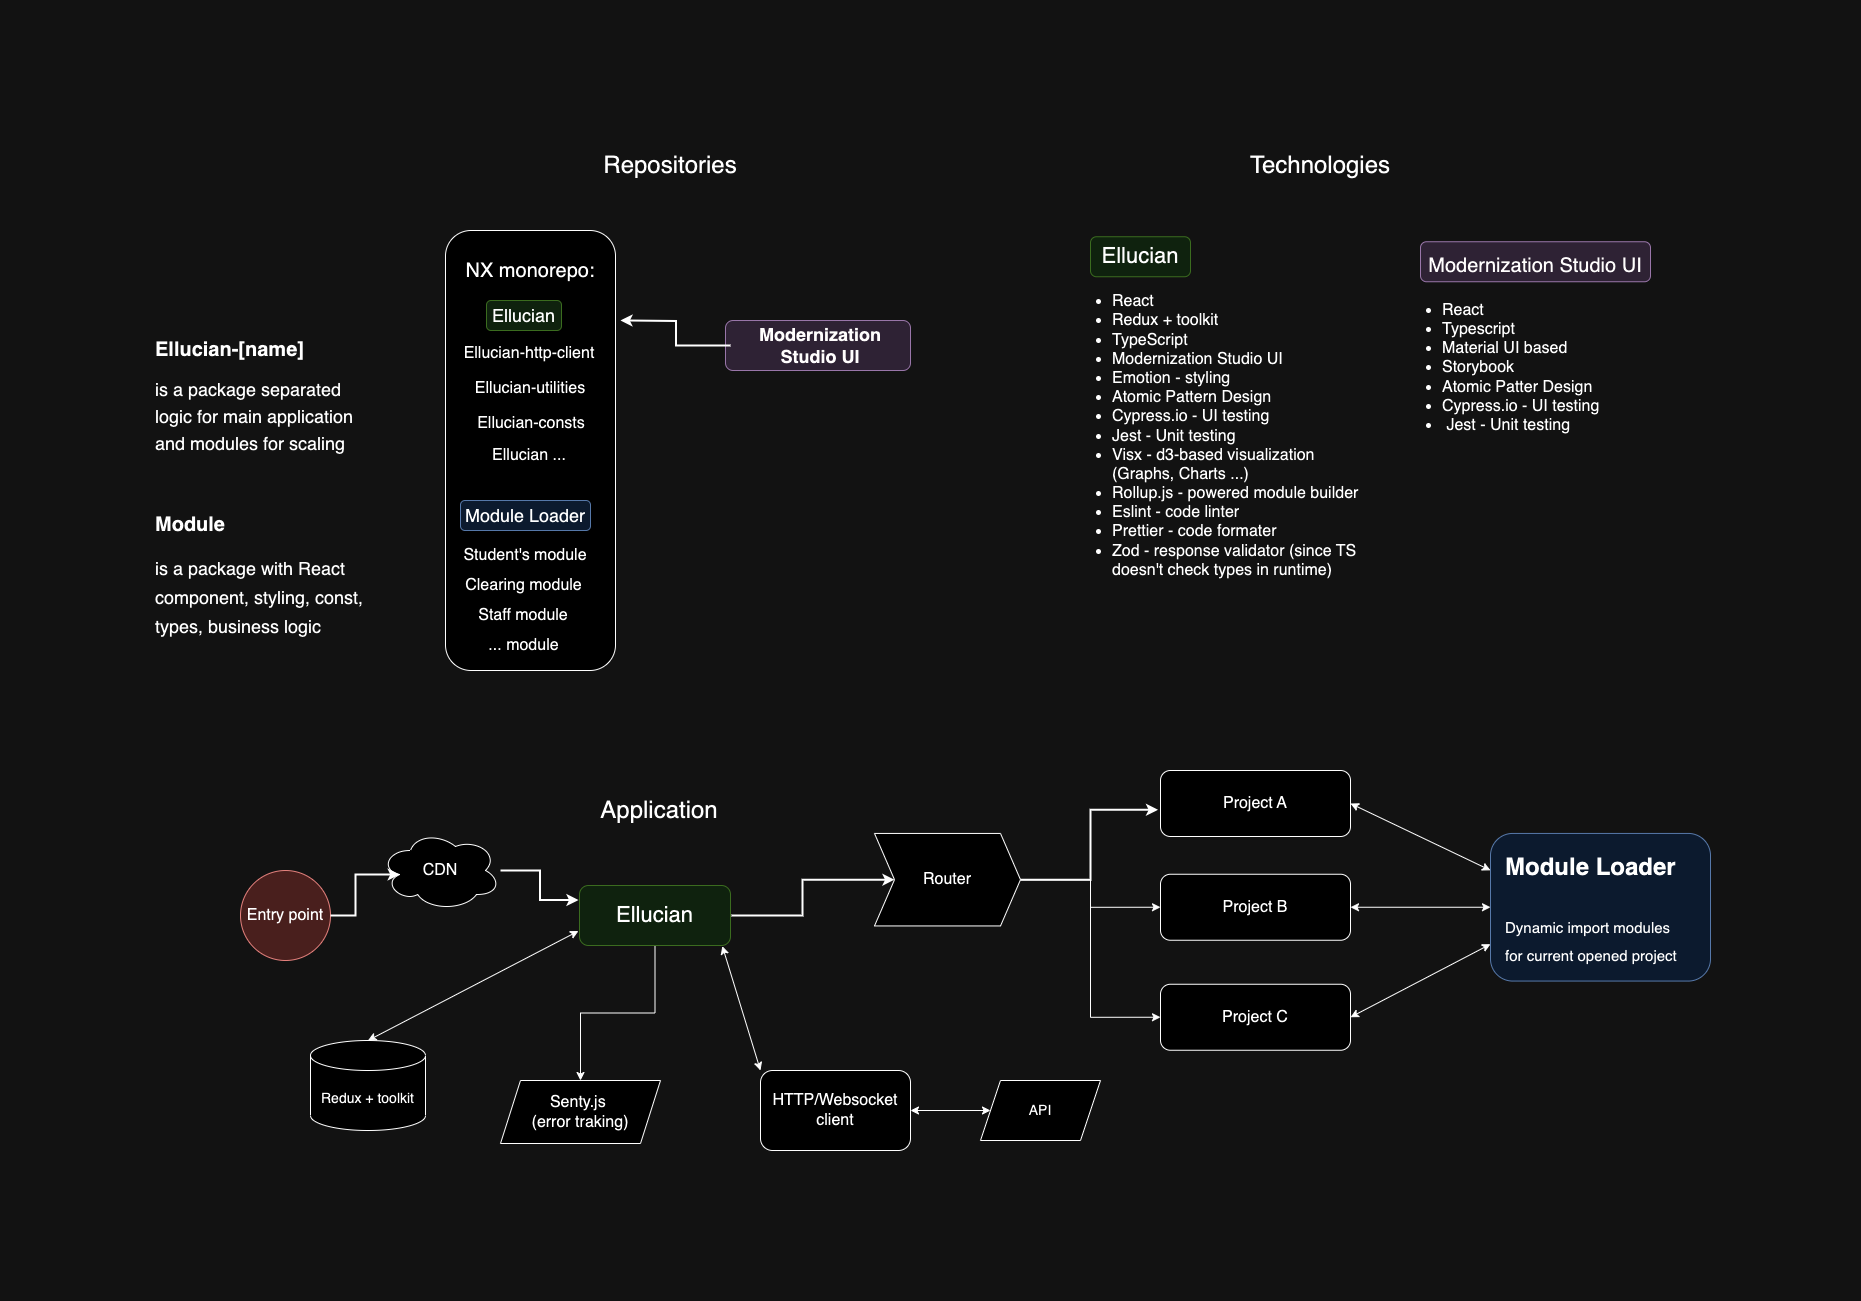 Repositories
Technologies
NX monorepo:
Ellucian
Ellucian-http-client
Ellucian-utilities
Ellucian-consts
Ellucian ...
Module Loader
Student's module
Clearing module
Staff module
... module
Modernization
Studio UI
Ellucian-[name]
is a package separated
logic for main application
and modules for scaling
Module
is a package with React
component, styling, const,
types, business logic
Ellucian
• React
• Redux + toolkit
• TypeScript
• Modernization Studio UI
• Emotion - styling
• Atomic Pattern Design
• Cypress.io - UI testing
• Jest - Unit testing
• Visx - d3-based visualization
(Graphs, Charts ...)
• Rollup.js - powered module builder
• Eslint - code linter
• Prettier - code formater
• Zod - response validator (since TS
doesn't check types in runtime)
Modernization Studio UI
• React
• Typescript
• Material UI based
• Storybook
• Atomic Patter Design
• Cypress.io - UI testing
• Jest - Unit testing
Application
Entry point
CDN
Ellucian
Router
Project A
Project B
Project C
Module Loader
Dynamic import modules
for current opened project
Redux + toolkit
Senty.js
(error traking)
HTTP/Websocket
client
API